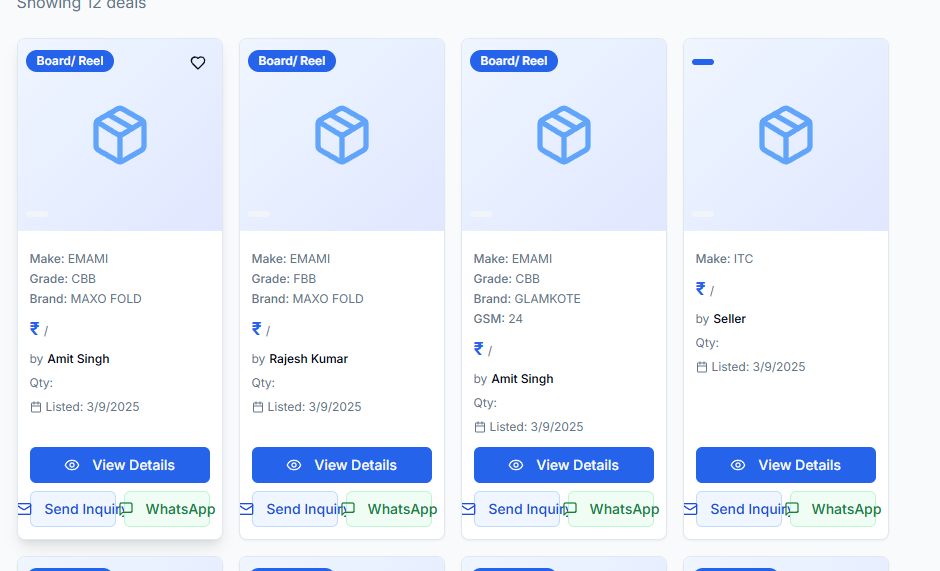 Showing 12 deals
Board/ Reel
Make: EMAMI
Grade: CBB
Brand: MAXO FOLD
₹ /
by Amit Singh
Qty:
Listed: 3/9/2025
View Details
Send Inquir
WhatsApp
Board/ Reel
Make: EMAMI
Grade: FBB
Brand: MAXO FOLD
₹ /
by Rajesh Kumar
Qty:
Listed: 3/9/2025
View Details
Send Inquir
WhatsApp
Board/ Reel
Make: EMAMI
Grade: CBB
Brand: GLAMKOTE
GSM: 24
₹ /
by Amit Singh
Qty:
Listed: 3/9/2025
View Details
Send Inquir
WhatsApp
Make: ITC
₹ /
by Seller
Qty:
Listed: 3/9/2025
View Details
Send Inquir
WhatsApp